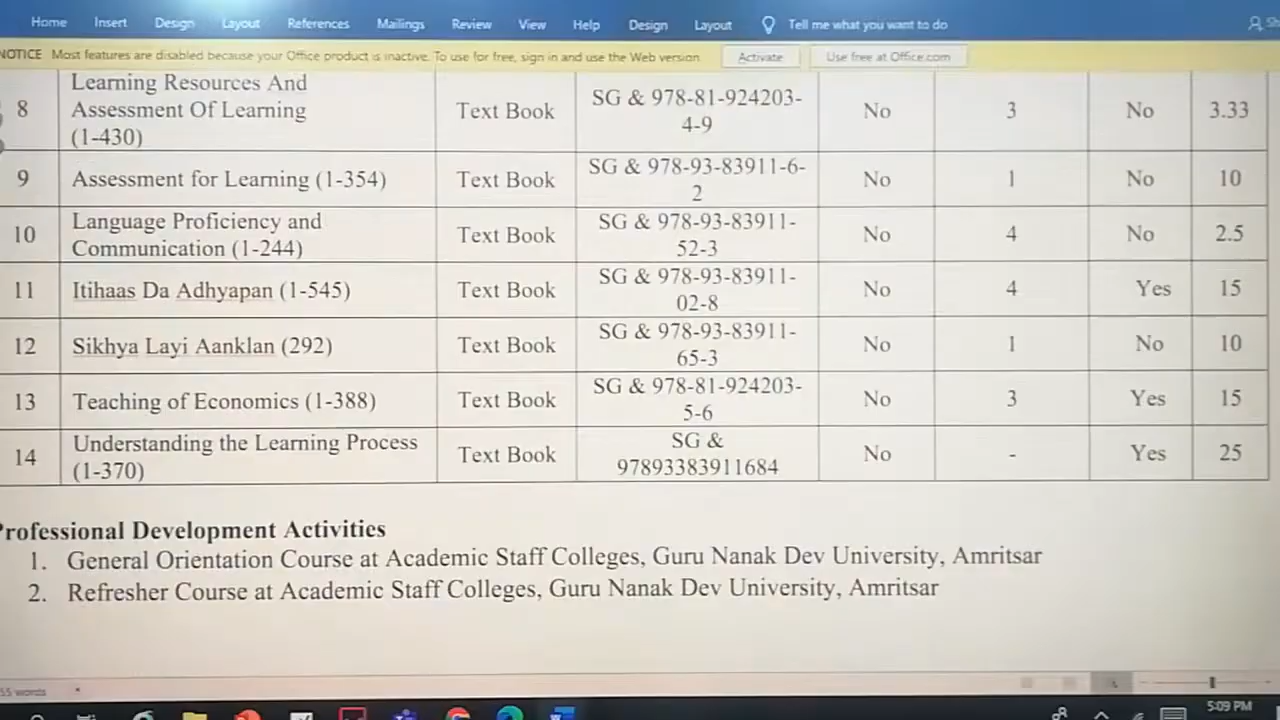 Home Insert Design Layout References Mailings Review View Help Design Layout Tell me what you want to do
NOTICE Most features are disabled because your Office product is inactive. To use for free, sign in and use the Web version. Activate Use free at Office.com
8 Learning Resources And Assessment Of Learning (1-430) Text Book SG & 978-81-924203-4-9 No 3 No 3.33
9 Assessment for Learning (1-354) Text Book SG & 978-93-83911-6-2 No 1 No 10
10 Language Proficiency and Communication (1-244) Text Book SG & 978-93-83911-52-3 No 4 No 2.5
11 Itihaas Da Adhyapan (1-545) Text Book SG & 978-93-83911-02-8 No 4 Yes 15
12 Sikhya Layi Aanklan (292) Text Book SG & 978-93-83911-65-3 No 1 No 10
13 Teaching of Economics (1-388) Text Book SG & 978-81-924203-5-6 No 3 Yes 15
14 Understanding the Learning Process (1-370) Text Book SG & 97893383911684 No - Yes 25
Professional Development Activities
1. General Orientation Course at Academic Staff Colleges, Guru Nanak Dev University, Amritsar
2. Refresher Course at Academic Staff Colleges, Guru Nanak Dev University, Amritsar
55 words
5:09 PM